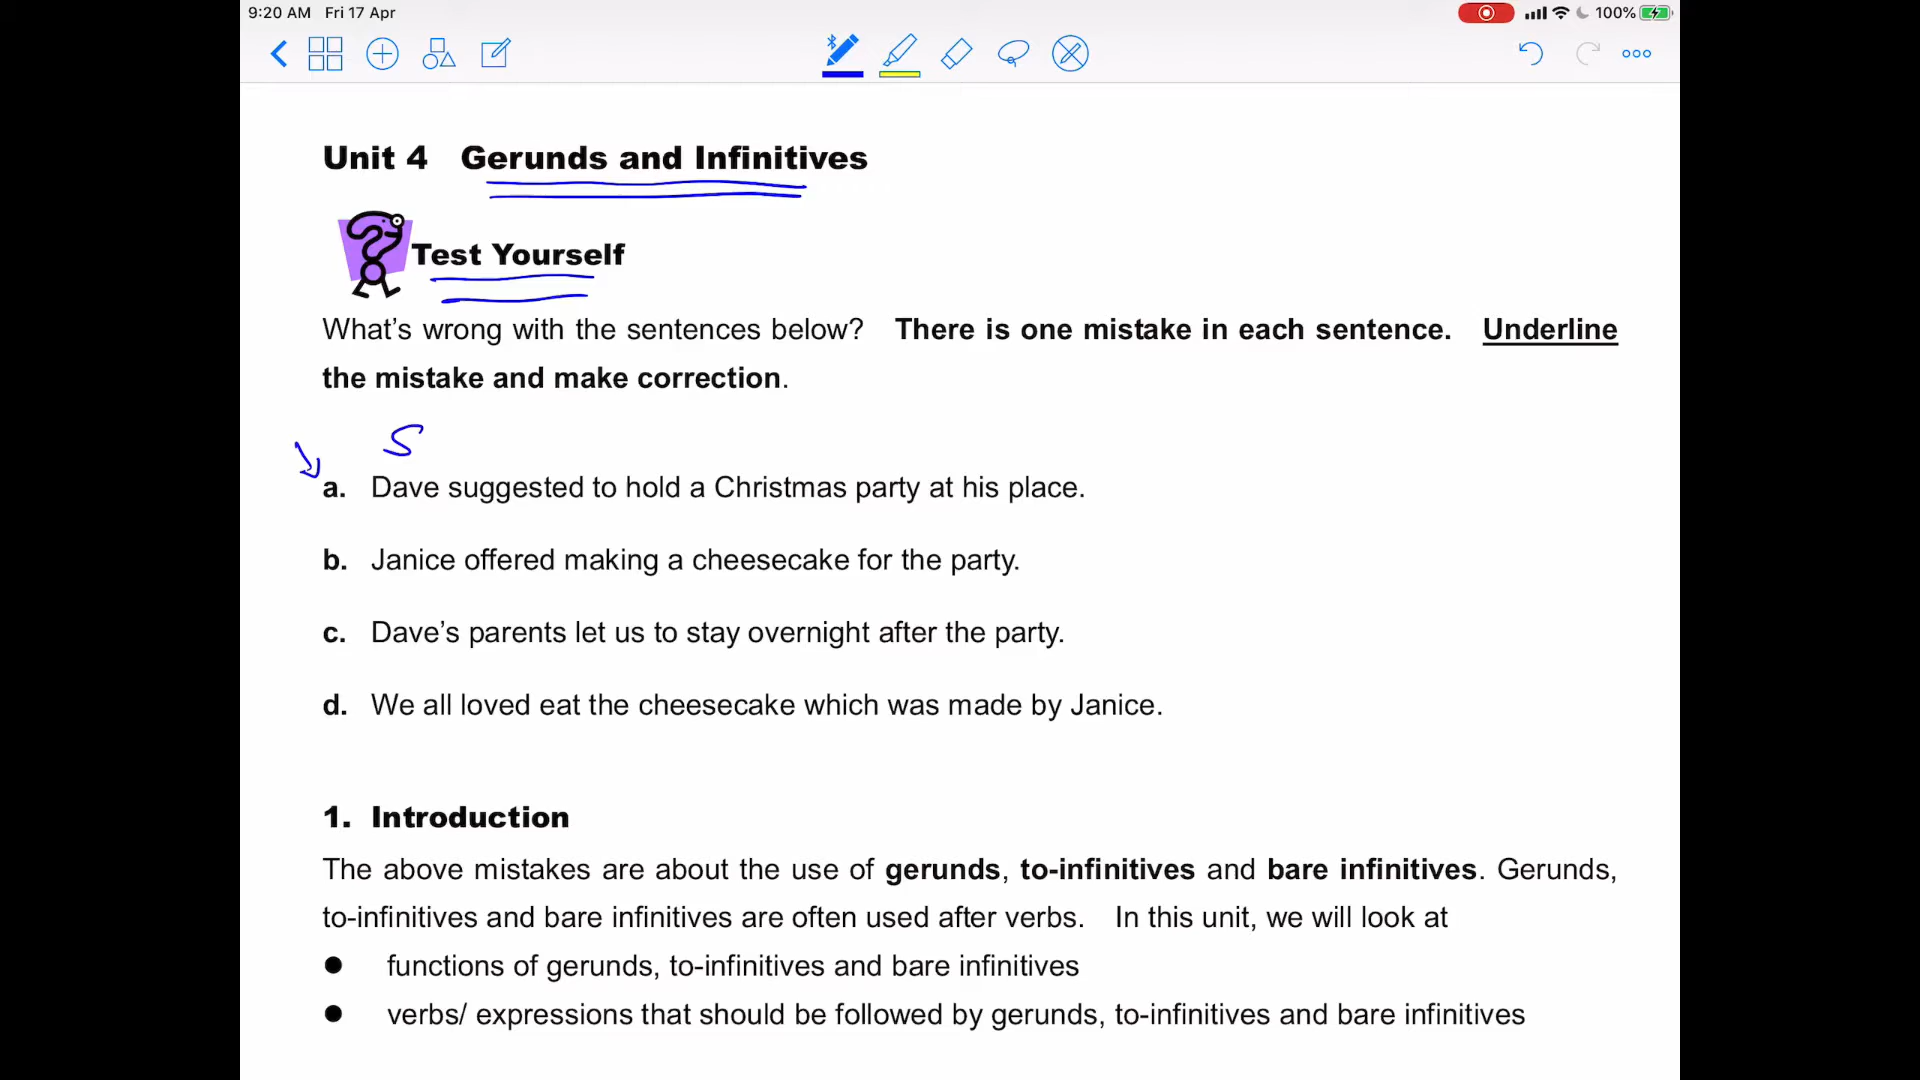 9:20 AM Fri 17 Apr 100%
Unit 4 Gerunds and Infinitives
Test Yourself
What's wrong with the sentences below? There is one mistake in each sentence. Underline
the mistake and make correction.
S
a. Dave suggested to hold a Christmas party at his place.
b. Janice offered making a cheesecake for the party.
c. Dave's parents let us to stay overnight after the party.
d. We all loved eat the cheesecake which was made by Janice.
1. Introduction
The above mistakes are about the use of gerunds, to-infinitives and bare infinitives. Gerunds,
to-infinitives and bare infinitives are often used after verbs. In this unit, we will look at
● functions of gerunds, to-infinitives and bare infinitives
● verbs/ expressions that should be followed by gerunds, to-infinitives and bare infinitives